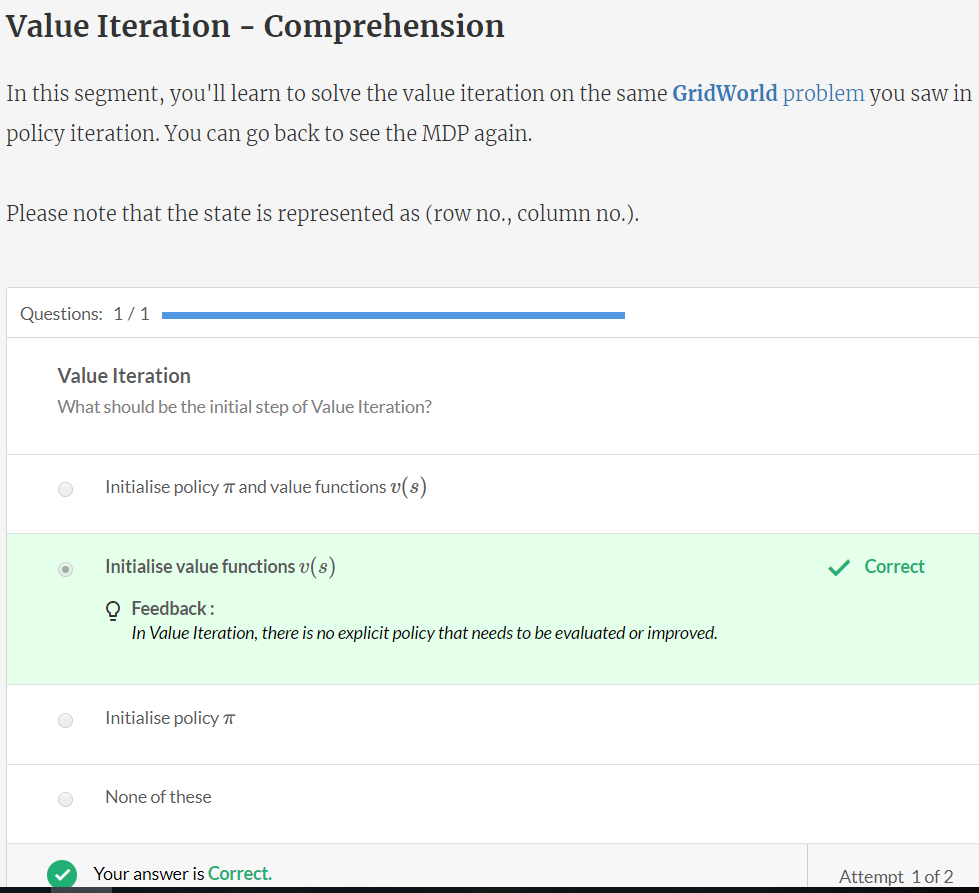 Value Iteration - Comprehension
In this segment, you'll learn to solve the value iteration on the same GridWorld problem you saw in
policy iteration. You can go back to see the MDP again.
Please note that the state is represented as (row no., column no.).
Questions: 1 / 1
Value Iteration
What should be the initial step of Value Iteration?
Initialise policy π and value functions v(s)
Initialise value functions v(s)
Correct
Feedback :
In Value Iteration, there is no explicit policy that needs to be evaluated or improved.
Initialise policy π
None of these
Your answer is Correct.
Attempt 1 of 2